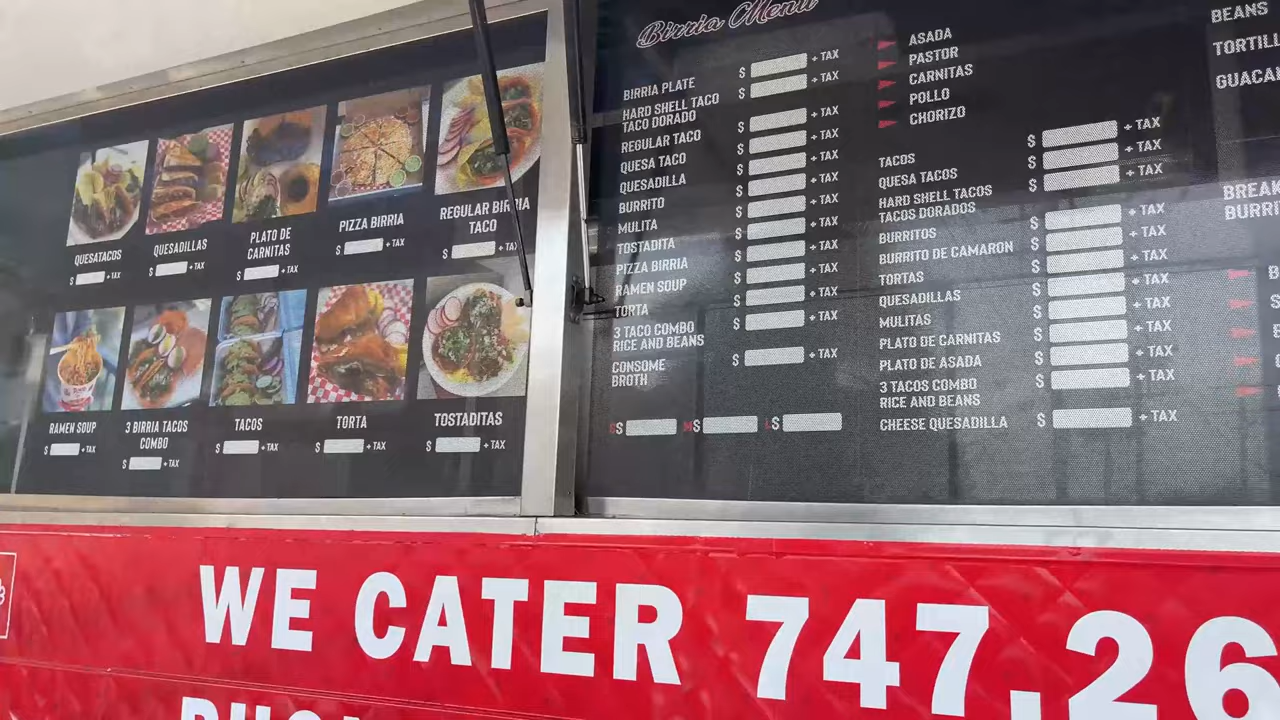 QUESATACOS
$ + TAX
QUESADILLAS
$ + TAX
PLATO DE
CARNITAS
$ + TAX
PIZZA BIRRIA
$ + TAX
REGULAR BIRRIA
TACO
$ + TAX
RAMEN SOUP
$ + TAX
3 BIRRIA TACOS
COMBO
$ + TAX
TACOS
$ + TAX
TORTA
$ + TAX
TOSTADITAS
$ + TAX
Birria Menu
BIRRIA PLATE $ + TAX
HARD SHELL TACO $ + TAX
TACO DORADO
REGULAR TACO $ + TAX
QUESA TACO $ + TAX
QUESADILLA $ + TAX
BURRITO $ + TAX
MULITA $ + TAX
TOSTADITA $ + TAX
PIZZA BIRRIA $ + TAX
RAMEN SOUP $ + TAX
TORTA $ + TAX
3 TACO COMBO $ + TAX
RICE AND BEANS
CONSOME
BROTH
S$ M$ L$
ASADA
PASTOR
CARNITAS
POLLO
CHORIZO
TACOS $ + TAX
QUESA TACOS $ + TAX
HARD SHELL TACOS $ + TAX
TACOS DORADOS
BURRITOS $ + TAX
BURRITO DE CAMARON $ + TAX
TORTAS $ + TAX
QUESADILLAS $ + TAX
MULITAS $ + TAX
PLATO DE CARNITAS $ + TAX
PLATO DE ASADA $ + TAX
3 TACOS COMBO $ + TAX
RICE AND BEANS
CHEESE QUESADILLA $ + TAX
BEANS
TORTILL
GUACA
BREAK
BURRIT
WE CATER 747.26